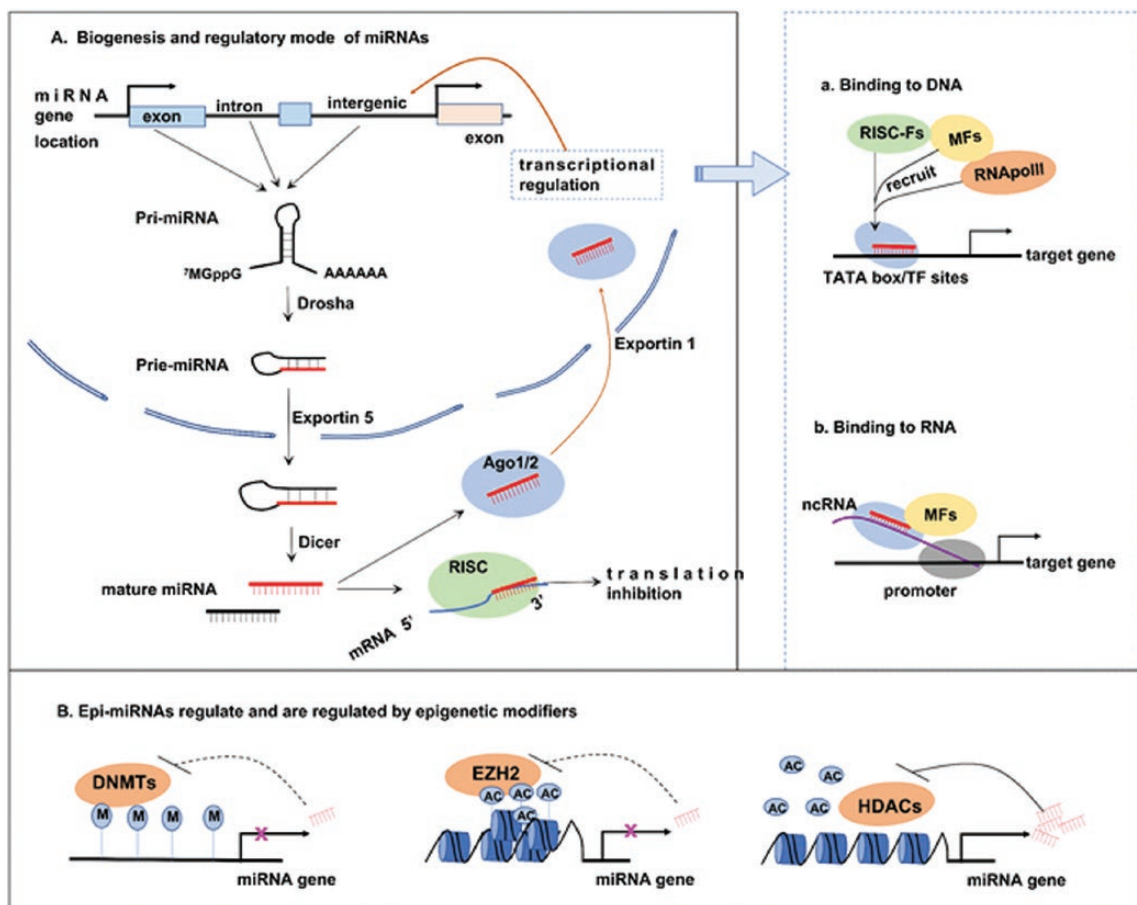 A. Biogenesis and regulatory mode of miRNAs
miRNA
gene
location
exon
intron
intergenic
exon
transcriptional
regulation
Pri-miRNA
⁷MGppG
AAAAAA
Drosha
Prie-miRNA
Exportin 1
Exportin 5
Ago1/2
Dicer
mature miRNA
RISC
translation
inhibition
mRNA 5'
3'
a. Binding to DNA
RISC-Fs
MFs
RNApolII
recruit
target gene
TATA box/TF sites
b. Binding to RNA
ncRNA
MFs
target gene
promoter
B. Epi-miRNAs regulate and are regulated by epigenetic modifiers
DNMTs
M
M
M
M
X
miRNA gene
EZH2
AC
AC
AC
AC
X
miRNA gene
AC
AC
AC
AC
HDACs
miRNA gene